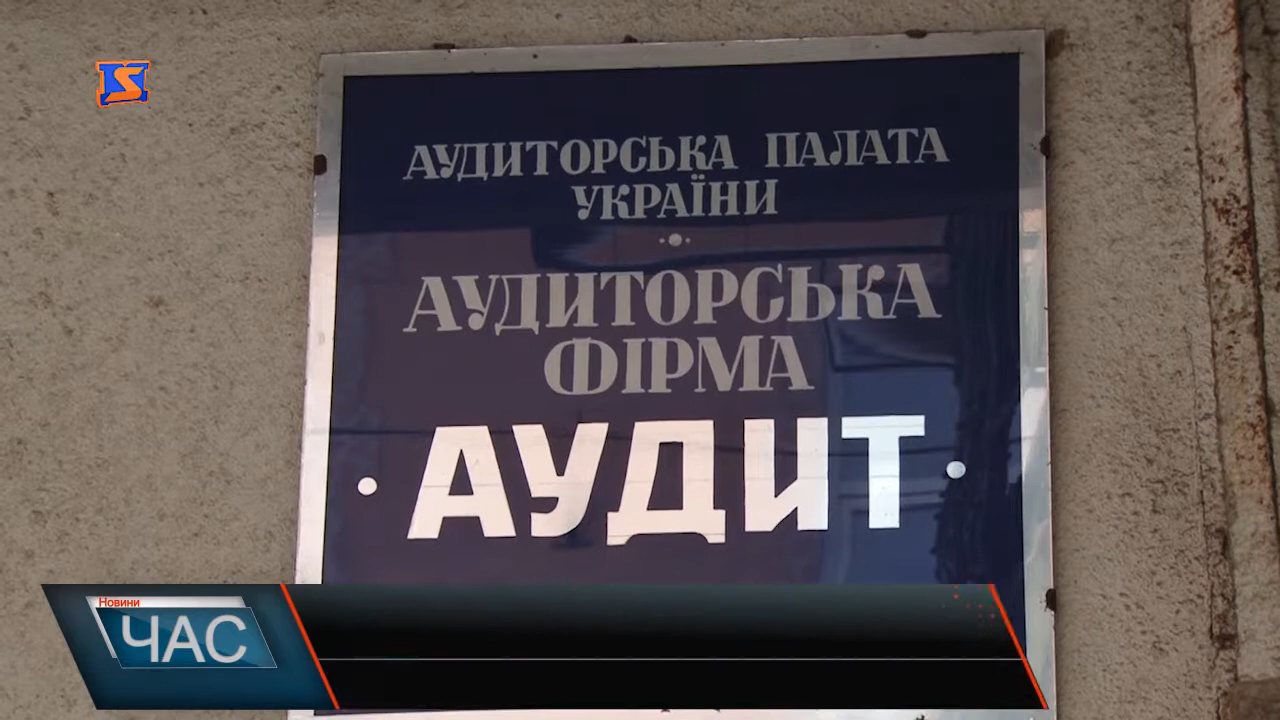 АУДИТОРСЬКА ПАЛАТА
УКРАЇНИ
АУДИТОРСЬКА
ФІРМА
АУДИТ
Новини
ЧАС